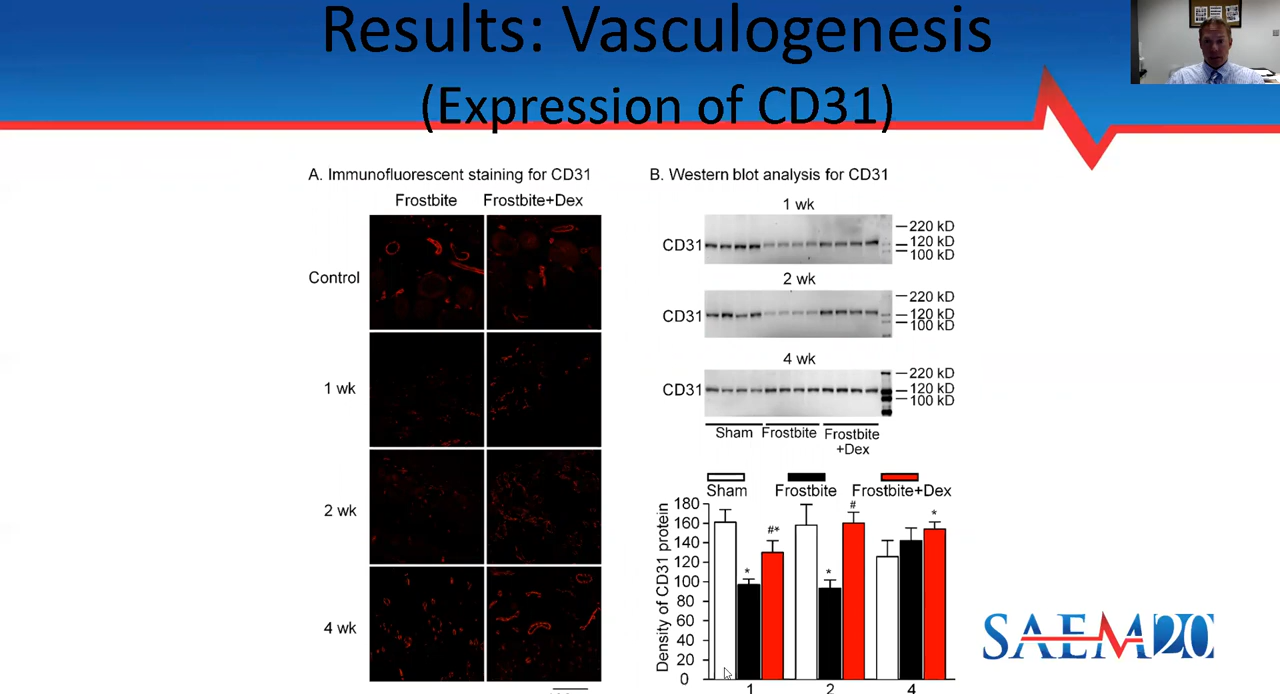 Results: Vasculogenesis
(Expression of CD31)
A. Immunofluorescent staining for CD31
Frostbite Frostbite+Dex
Control
1 wk
2 wk
4 wk
B. Western blot analysis for CD31
1 wk
CD31
220 kD
120 kD
100 kD
2 wk
CD31
220 kD
120 kD
100 kD
4 wk
CD31
220 kD
120 kD
100 kD
Sham Frostbite Frostbite
+Dex
Sham Frostbite Frostbite+Dex
Density of CD31 protein
180
160
140
120
100
80
60
40
20
0
* #* * # *
1 2 4
SAEM20